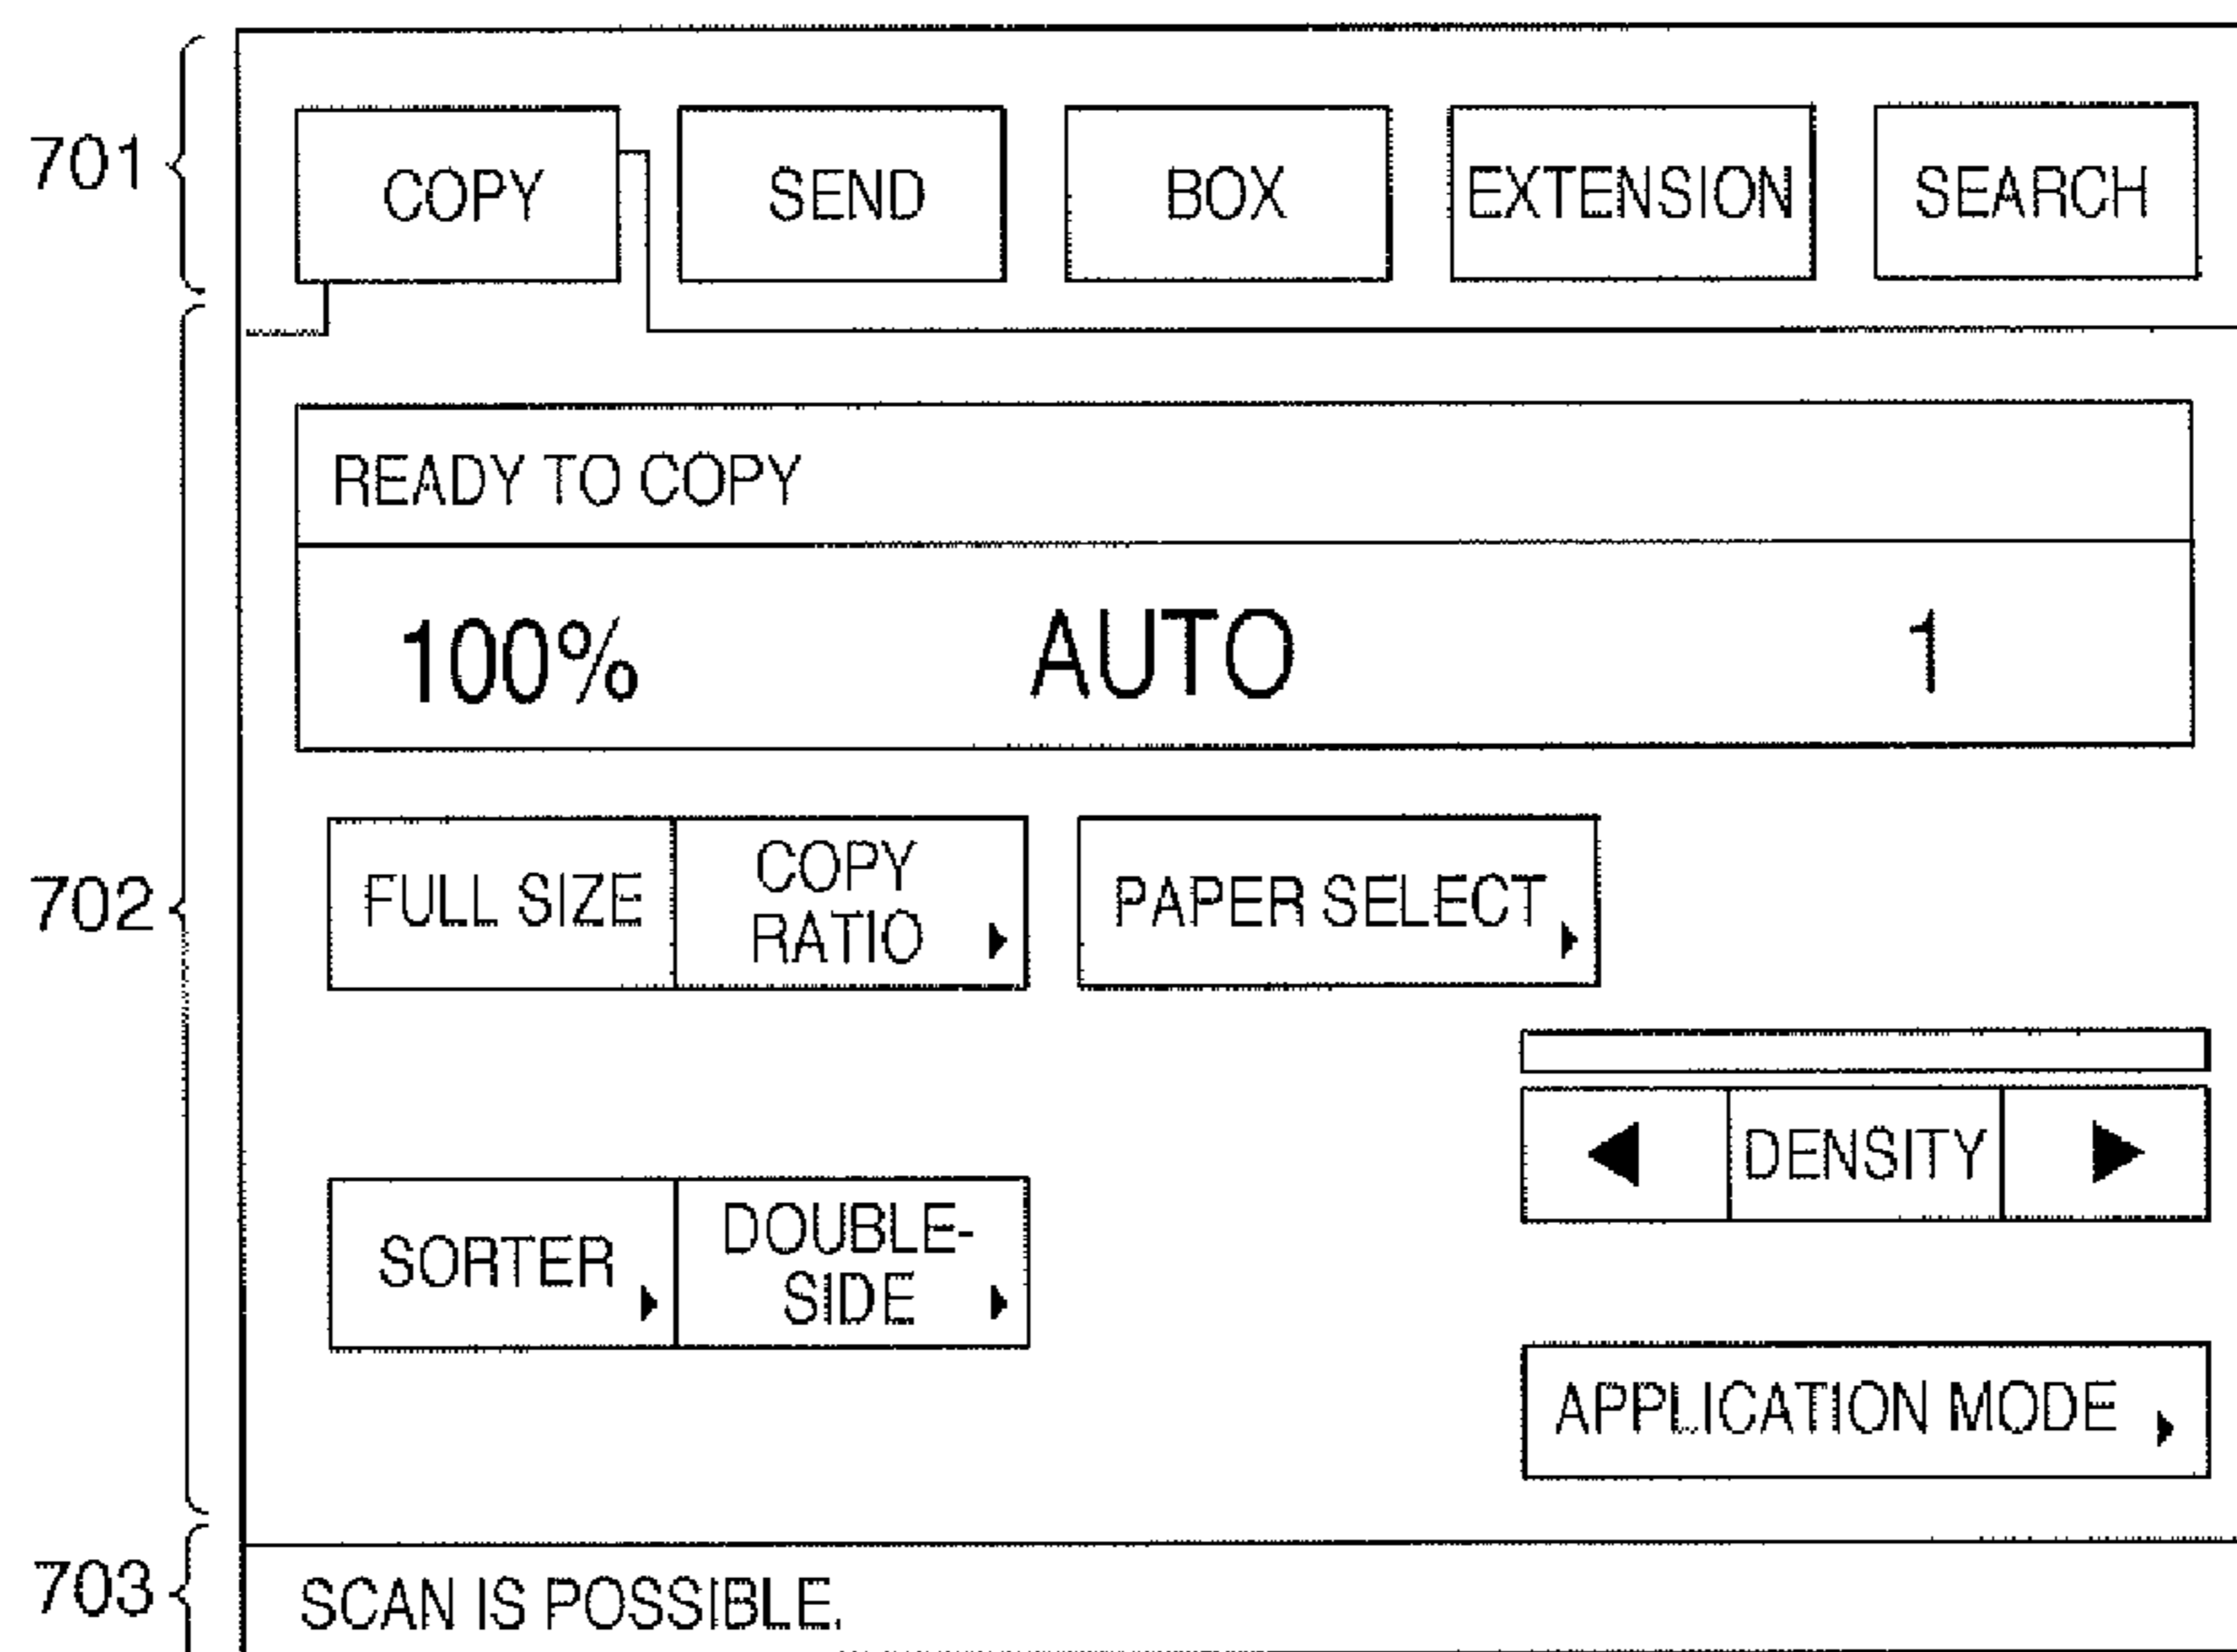 701
COPY SEND BOX EXTENSION SEARCH
READY TO COPY
100% AUTO 1
702
FULL SIZE
COPY
RATIO
PAPER SELECT
DENSITY
SORTER
DOUBLE-
SIDE
APPLICATION MODE
703
SCAN IS POSSIBLE.